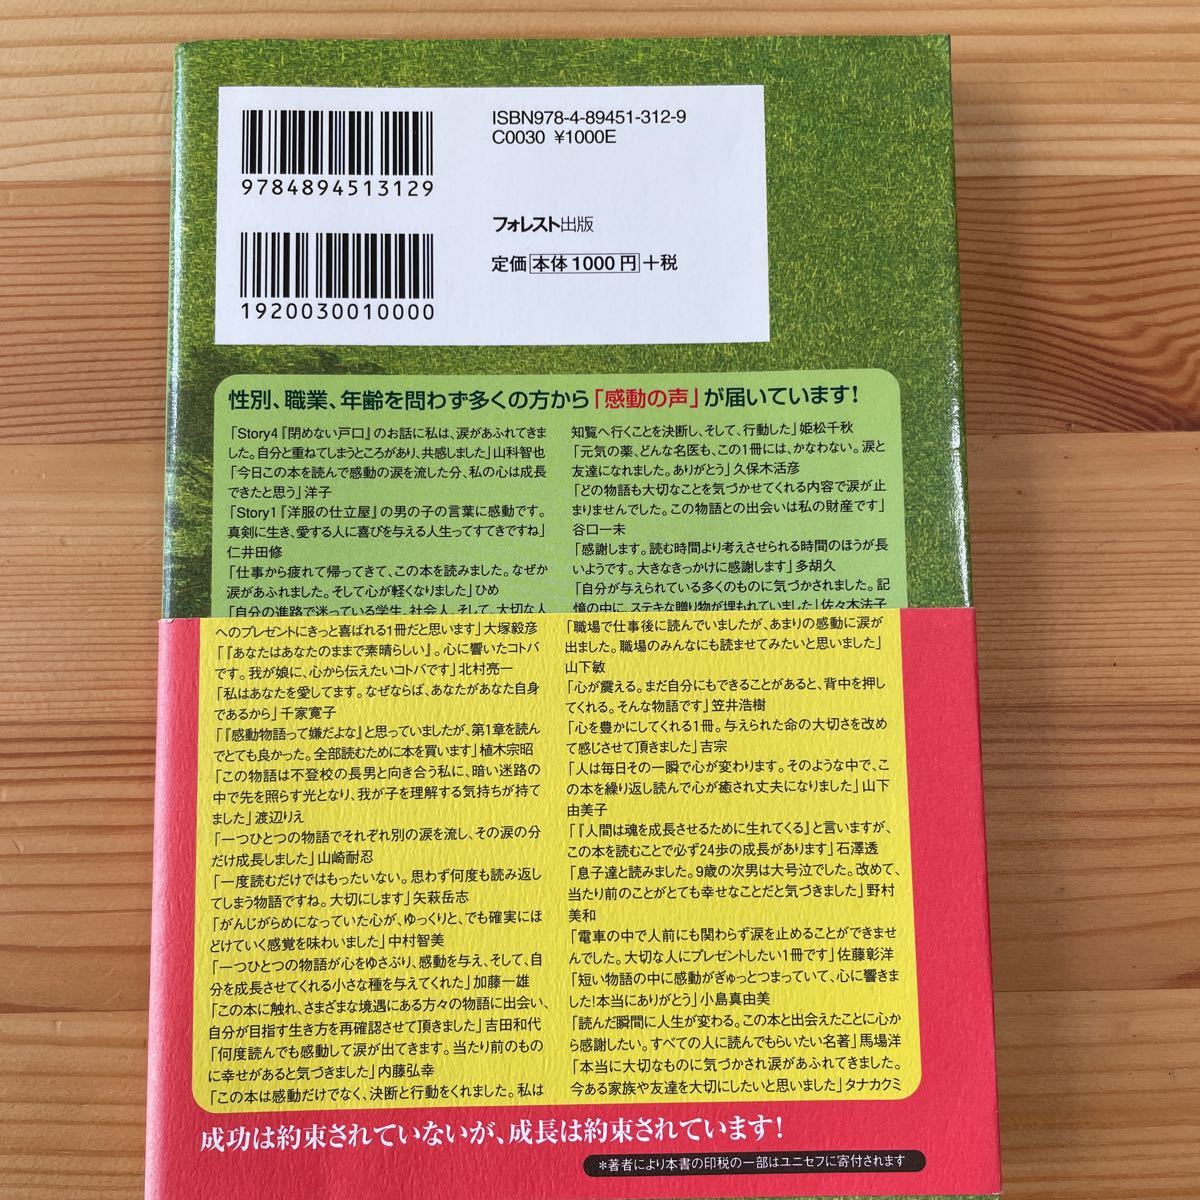 ISBN978-4-89451-312-9
C0030 ¥1000E
9784894513129
フォレスト出版
定価 本体1000円 +税
1920030010000
性別、職業、年齢を問わず多くの方から「感動の声」が届いています!
「Story4『閉めない戸口』のお話に私は、涙があふれてきま
した。自分と重ねてしまうところがあり、共感しました」山科智也
「今日この本を読んで感動の涙を流した分、私の心は成長
できたと思う」洋子
「Story1『洋服の仕立屋』の男の子の言葉に感動です。
真剣に生き、愛する人に喜びを与える人生ってすてきですね」
仁井田修
「仕事から疲れて帰ってきて、この本を読みました。なぜか
涙があふれました。そして心が軽くなりました」ひめ
「自分の進路で迷っている学生、社会人、そして、大切な人
へのプレゼントにきっと喜ばれる1冊だと思います」大塚毅彦
「『あなたはあなたのままで素晴らしい』。心に響いたコトバ
です。我が娘に、心から伝えたいコトバです」北村亮一
「私はあなたを愛してます。なぜならば、あなたがあなた自身
であるから」千家寛子
「『感動物語って嫌だよな』と思っていましたが、第1章を読ん
でとても良かった。全部読むために本を買います」植木宗昭
「この物語は不登校の長男と向き合う私に、暗い迷路の
中で先を照らす光となり、我が子を理解する気持ちが持て
ました」渡辺りえ
「一つひとつの物語でそれぞれ別の涙を流し、その涙の分
だけ成長しました」山崎耐忍
「一度読むだけではもったいない。思わず何度も読み返し
てしまう物語ですね。大切にします」矢萩岳志
「がんじがらめになっていた心が、ゆっくりと、でも確実にほ
どけていく感覚を味わいました」中村智美
「一つひとつの物語が心をゆさぶり、感動を与え、そして、自
分を成長させてくれる小さな種を与えてくれた」加藤一雄
「この本に触れ、さまざまな境遇にある方々の物語に出会い、
自分が目指す生き方を再確認させて頂きました」吉田和代
「何度読んでも感動して涙が出てきます。当たり前のもの
に幸せがあると気づきました」内藤弘幸
「この本は感動だけでなく、決断と行動をくれました。私は
知覧へ行くことを決断し、そして、行動した」姫松千秋
「元気の薬、どんな名医も、この1冊には、かなわない。涙と
友達になれました。ありがとう」久保木活彦
「どの物語も大切なことを気づかせてくれる内容で涙が止
まりませんでした。この物語との出会いは私の財産です」
谷口一未
「感謝します。読む時間より考えさせられる時間のほうが長
いようです。大きなきっかけに感謝します」多胡久
「自分が与えられている多くのものに気づかされました。記
憶の中に、ステキな贈り物が埋もれていました」佐々木法子
「職場で仕事後に読んでいましたが、あまりの感動に涙が
出ました。職場のみんなにも読ませてみたいと思いました」
山下敏
「心が震える。まだ自分にもできることがあると、背中を押し
てくれる。そんな物語です」笠井浩樹
「心を豊かにしてくれる1冊。与えられた命の大切さを改め
て感じさせて頂きました」吉宗
「人は毎日その一瞬で心が変わります。そのような中で、こ
の本を繰り返し読んで心が癒され丈夫になりました」山下
由美子
「『人間は魂を成長させるために生れてくる』と言いますが、
この本を読むことで必ず24歩の成長があります」石澤透
「息子達と読みました。9歳の次男は大号泣でした。改めて、
当たり前のことがとても幸せなことだと気づきました」野村
美和
「電車の中で人前にも関わらず涙を止めることができませ
んでした。大切な人にプレゼントしたい1冊です」佐藤彰洋
「短い物語の中に感動がぎゅっとつまっていて、心に響きま
した!本当にありがとう」小島真由美
「読んだ瞬間に人生が変わる。この本と出会えたことに心か
ら感謝したい。すべての人に読んでもらいたい名著」馬場洋
「本当に大切なものに気づかされ涙があふれてきました。
今ある家族や友達を大切にしたいと思いました」タナカクミ
成功は約束されていないが、成長は約束されています!
*著者により本書の印税の一部はユニセフに寄付されます